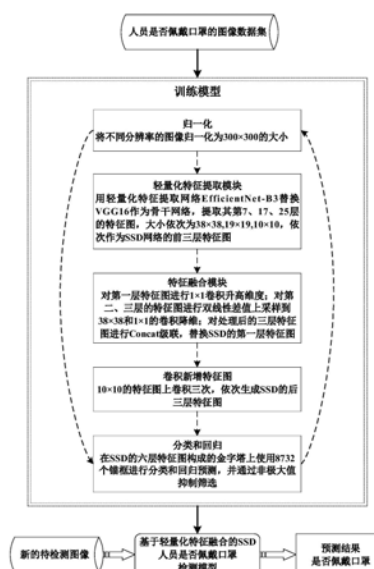 人员是否佩戴口罩的图像数据集
训练模型
归一化
将不同分辨率的图像归一化为300×300的大小
轻量化特征提取模块
用轻量化特征提取网络EfficientNet-B3替换
VGG16作为骨干网络，提取其第7、17、25层
的特征图，大小依次为38×38,19×19,10×10，依
次作为SSD网络的前三层特征图
特征融合模块
对第一层特征图进行1×1卷积升高维度；对第
二、三层的特征图进行双线性差值上采样到
38×38和1×1的卷积降维；对处理后的三层特征
图进行Concat级联，替换SSD的第一层特征图
卷积新增特征图
10×10的特征图上卷积三次，依次生成SSD的后
三层特征图
分类和回归
在SSD的六层特征图构成的金字塔上使用8732
个锚框进行分类和回归预测，并通过非极大值
抑制筛选
新的待检测图像
基于轻量化特征融合的SSD
人员是否佩戴口罩
检测模型
预测结果
是否佩戴口罩